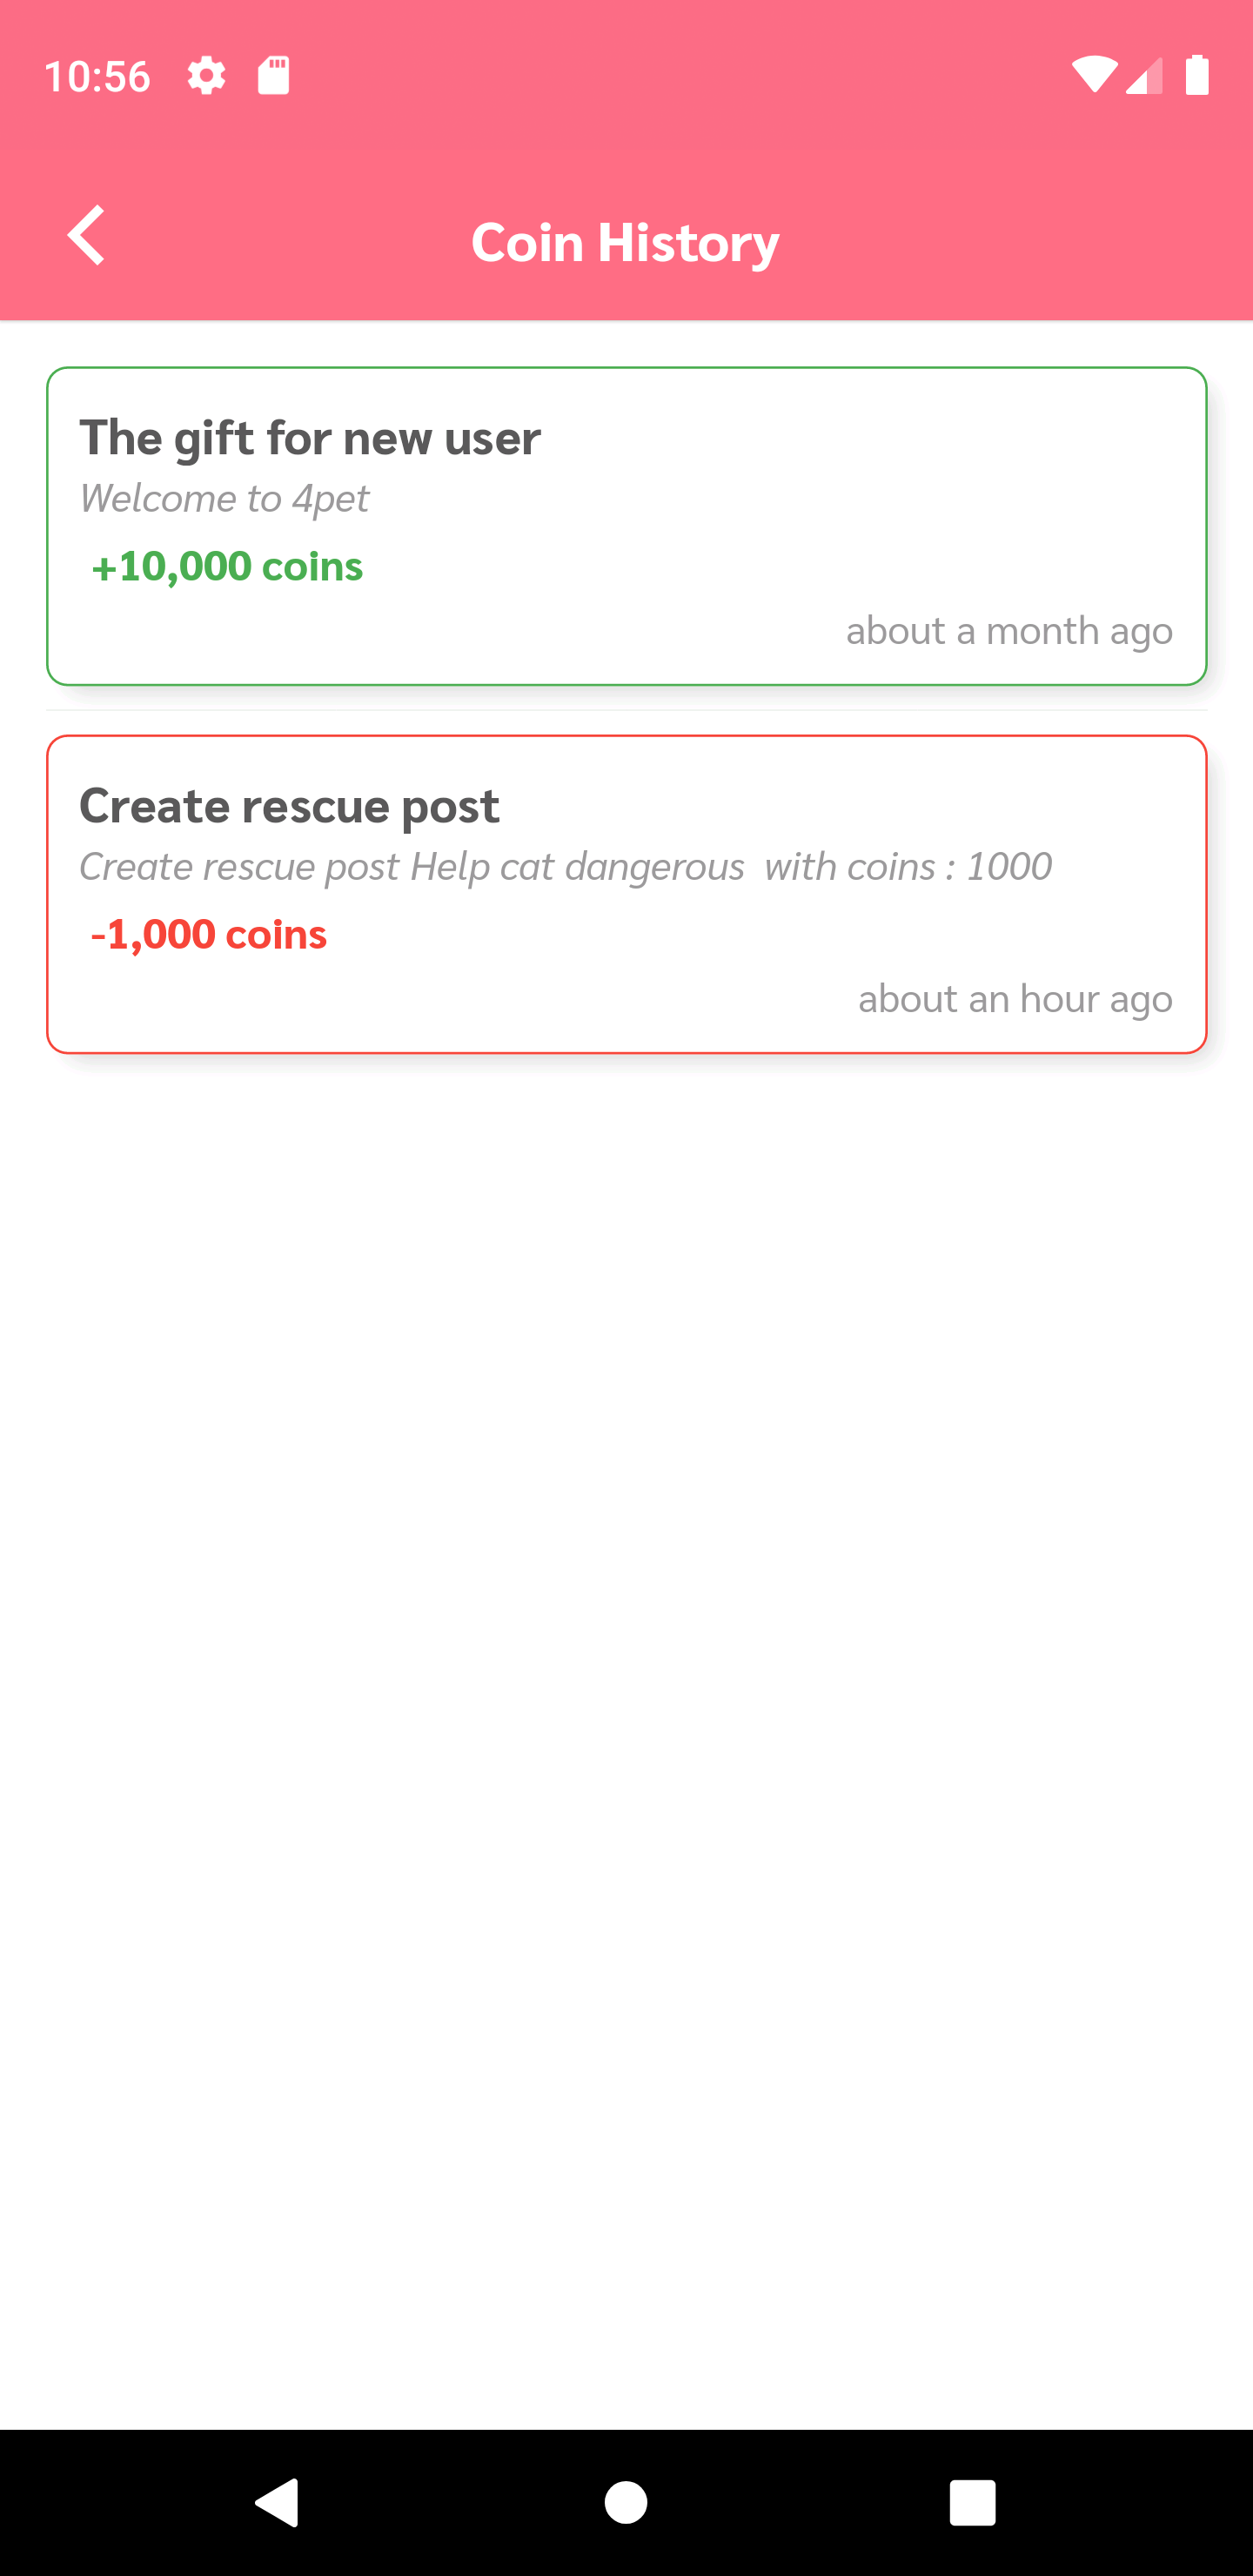 10:56
Coin History
The gift for new user
Welcome to 4pet
+10,000 coins
about a month ago
Create rescue post
Create rescue post Help cat dangerous  with coins : 1000
-1,000 coins
about an hour ago